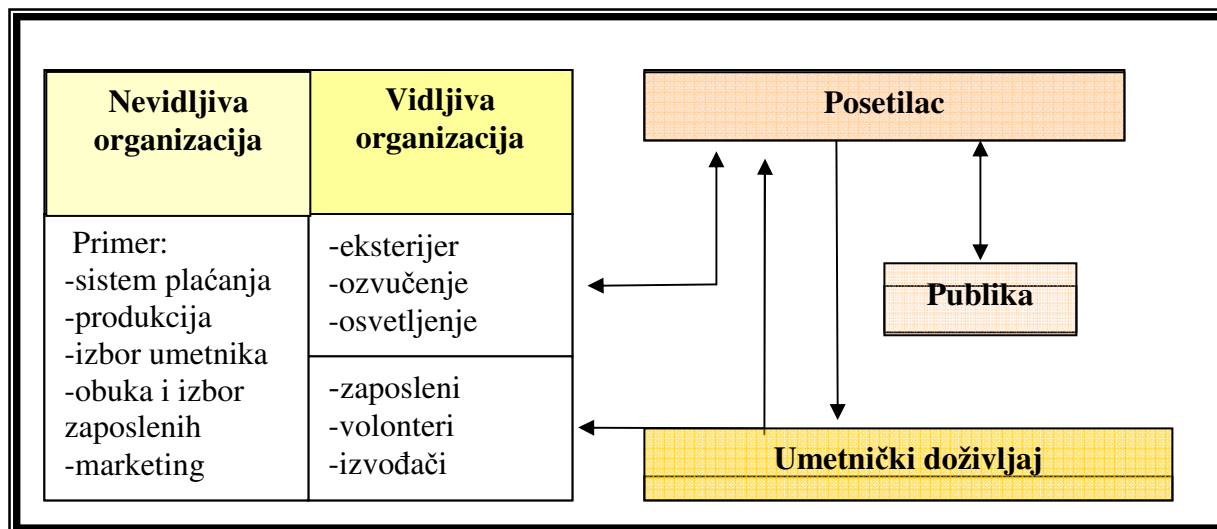 Nevidljiva
organizacija
Vidljiva
organizacija
Primer:
-sistem plaćanja
-produkcija
-izbor umetnika
-obuka i izbor
zaposlenih
-marketing
-eksterijer
-ozvučenje
-osvetljenje
-zaposleni
-volonteri
-izvođači
Posetilac
Publika
Umetnički doživljaj